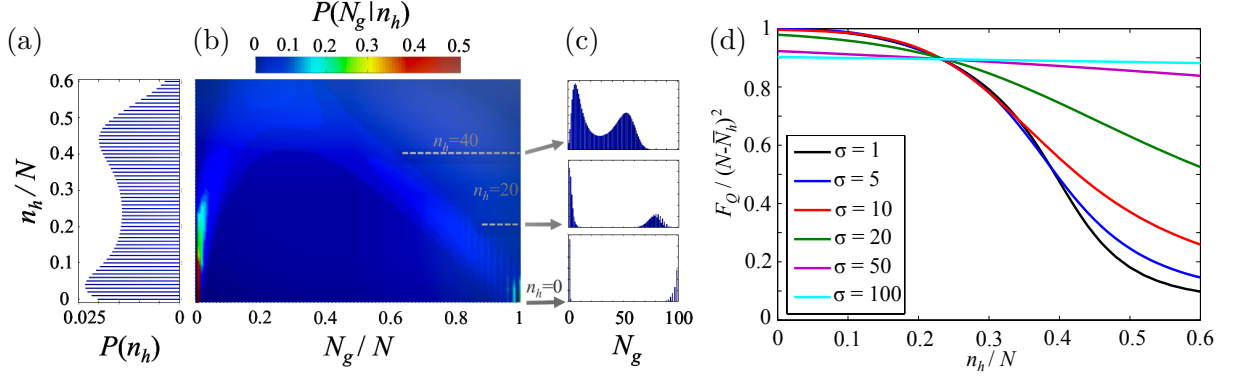 (a)
(b)
P(N_g|n_h)
(c)
(d)
0 0.1 0.2 0.3 0.4 0.5
n_h / N
0.6
0.5
0.4
0.3
0.2
0.1
0
0.025 0
P(n_h)
n_h=40
n_h=20
n_h=0
0 0.2 0.4 0.6 0.8 1
N_g / N
0 50 100
N_g
F_Q / (N-N̅_h)^2
1
0.8
0.6
0.4
0.2
0
σ = 1
σ = 5
σ = 10
σ = 20
σ = 50
σ = 100
0 0.1 0.2 0.3 0.4 0.5 0.6
n_h / N